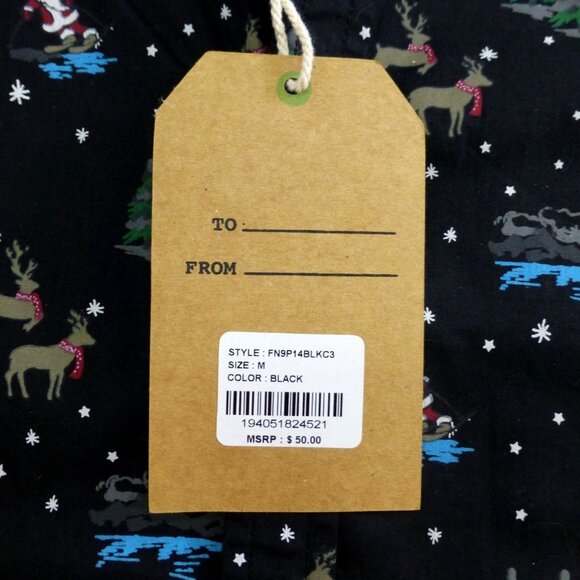 TO
FROM
STYLE : FN9P14BLKC3
SIZE : M
COLOR : BLACK
194051824521
MSRP : $ 50.00